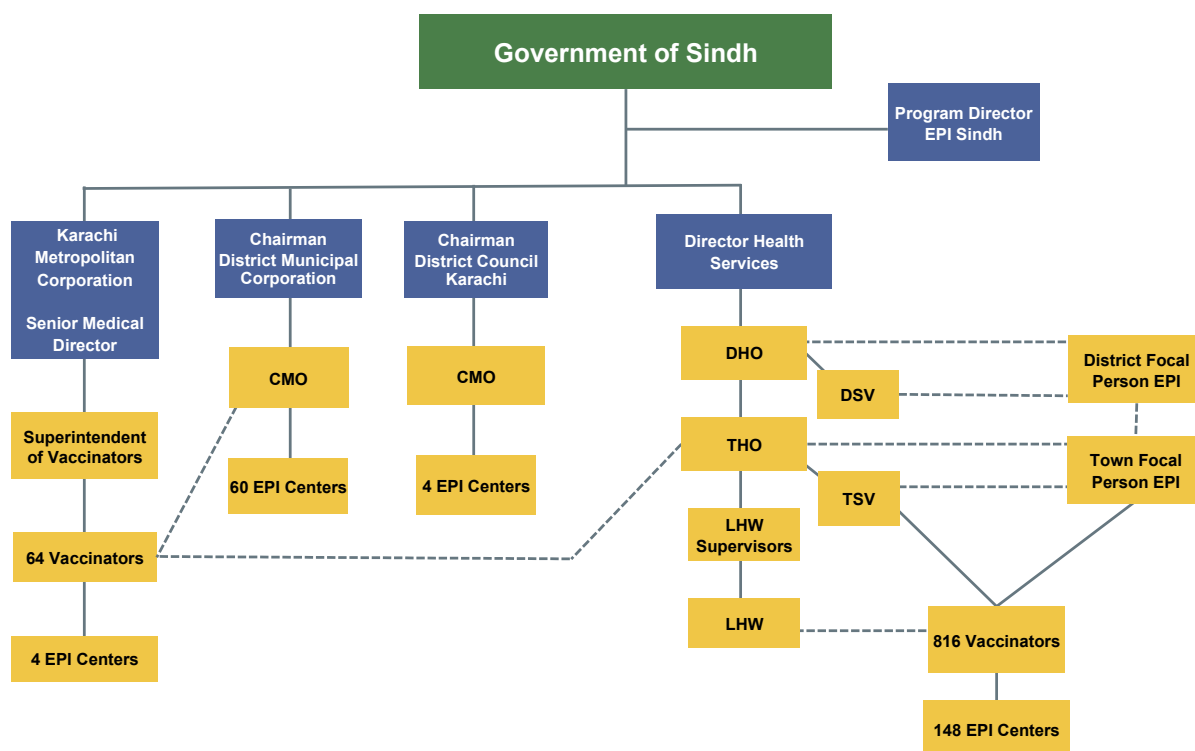 Government of Sindh
Program Director
EPI Sindh
Karachi
Metropolitan
Corporation
Senior Medical
Director
Chairman
District Municipal
Corporation
Chairman
District Council
Karachi
Director Health
Services
CMO
CMO
DHO
DSV
District Focal
Person EPI
Superintendent
of Vaccinators
60 EPI Centers
4 EPI Centers
THO
TSV
Town Focal
Person EPI
64 Vaccinators
LHW
Supervisors
4 EPI Centers
LHW
816 Vaccinators
148 EPI Centers